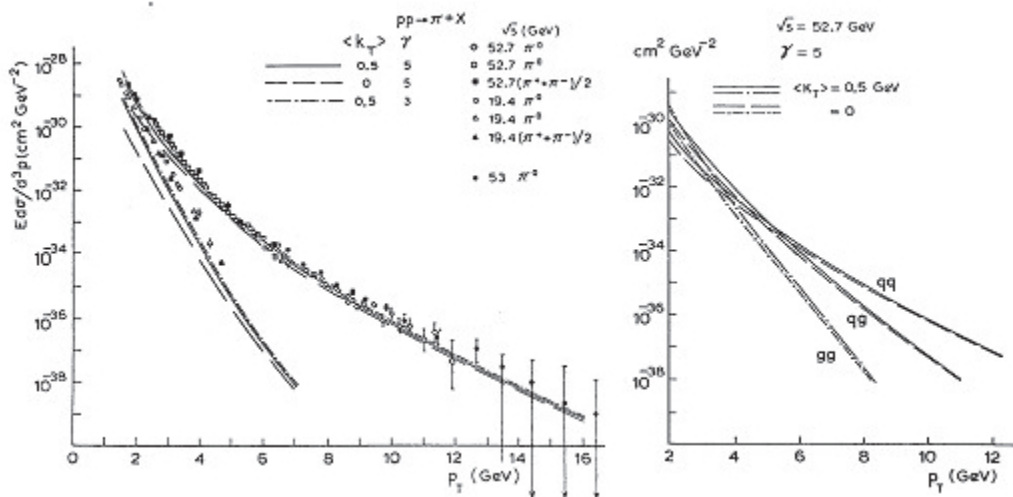 pp → π + X
<k_T> γ
0.5 5
0 5
0,5 3
√s (GeV)
52.7 π⁰
52.7 π⁰
52.7 (π⁺+π⁻)/2
19.4 π⁰
19.4 π⁰
19.4 (π⁺+π⁻)/2
53 π⁰
Edσ/d³p (cm² GeV⁻²)
10⁻²⁸
10⁻³⁰
10⁻³²
10⁻³⁴
10⁻³⁶
10⁻³⁸
0 2 4 6 8 10 12 14 16
p_T (GeV)
√s = 52.7 GeV
γ = 5
cm² GeV⁻²
<k_T> = 0,5 GeV
= 0
10⁻³⁰
10⁻³²
10⁻³⁴
10⁻³⁶
10⁻³⁸
qq
qg
gg
2 4 6 8 10 12
p_T (GeV)